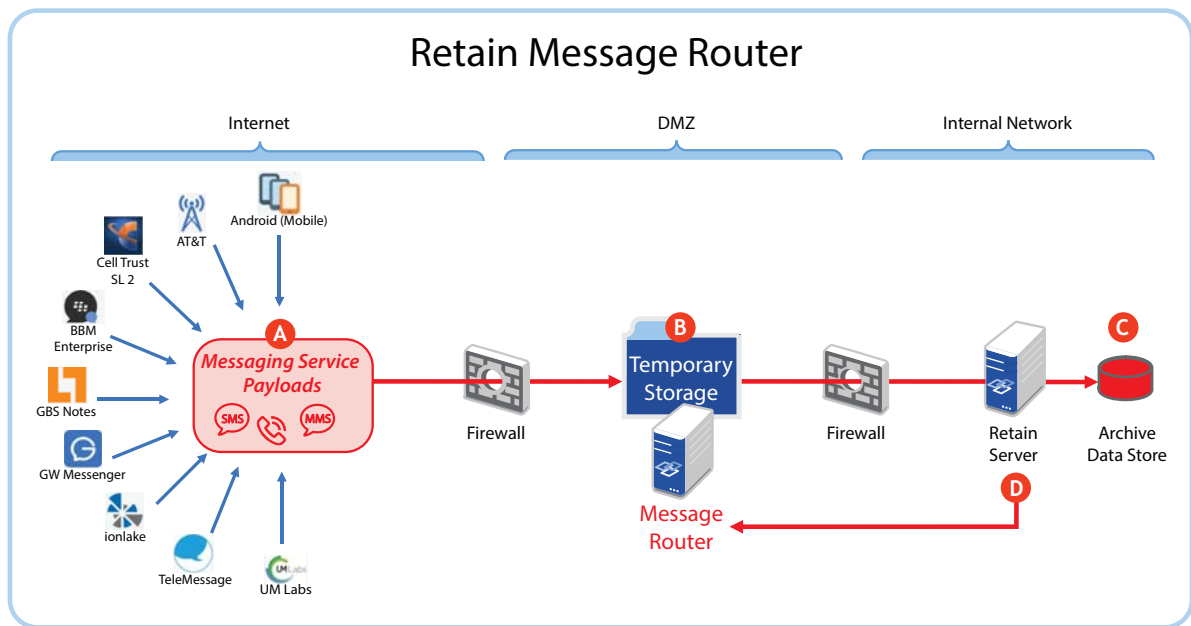 Retain Message Router
Internet
DMZ
Internal Network
Android (Mobile)
AT&T
Cell Trust
SL 2
BBM
Enterprise
GBS Notes
GW Messenger
ionlake
TeleMessage
UM Labs
UM Labs
A
Messaging Service
Payloads
SMS
MMS
Firewall
B
Temporary
Storage
Message
Router
Firewall
Retain
Server
C
Archive
Data Store
D